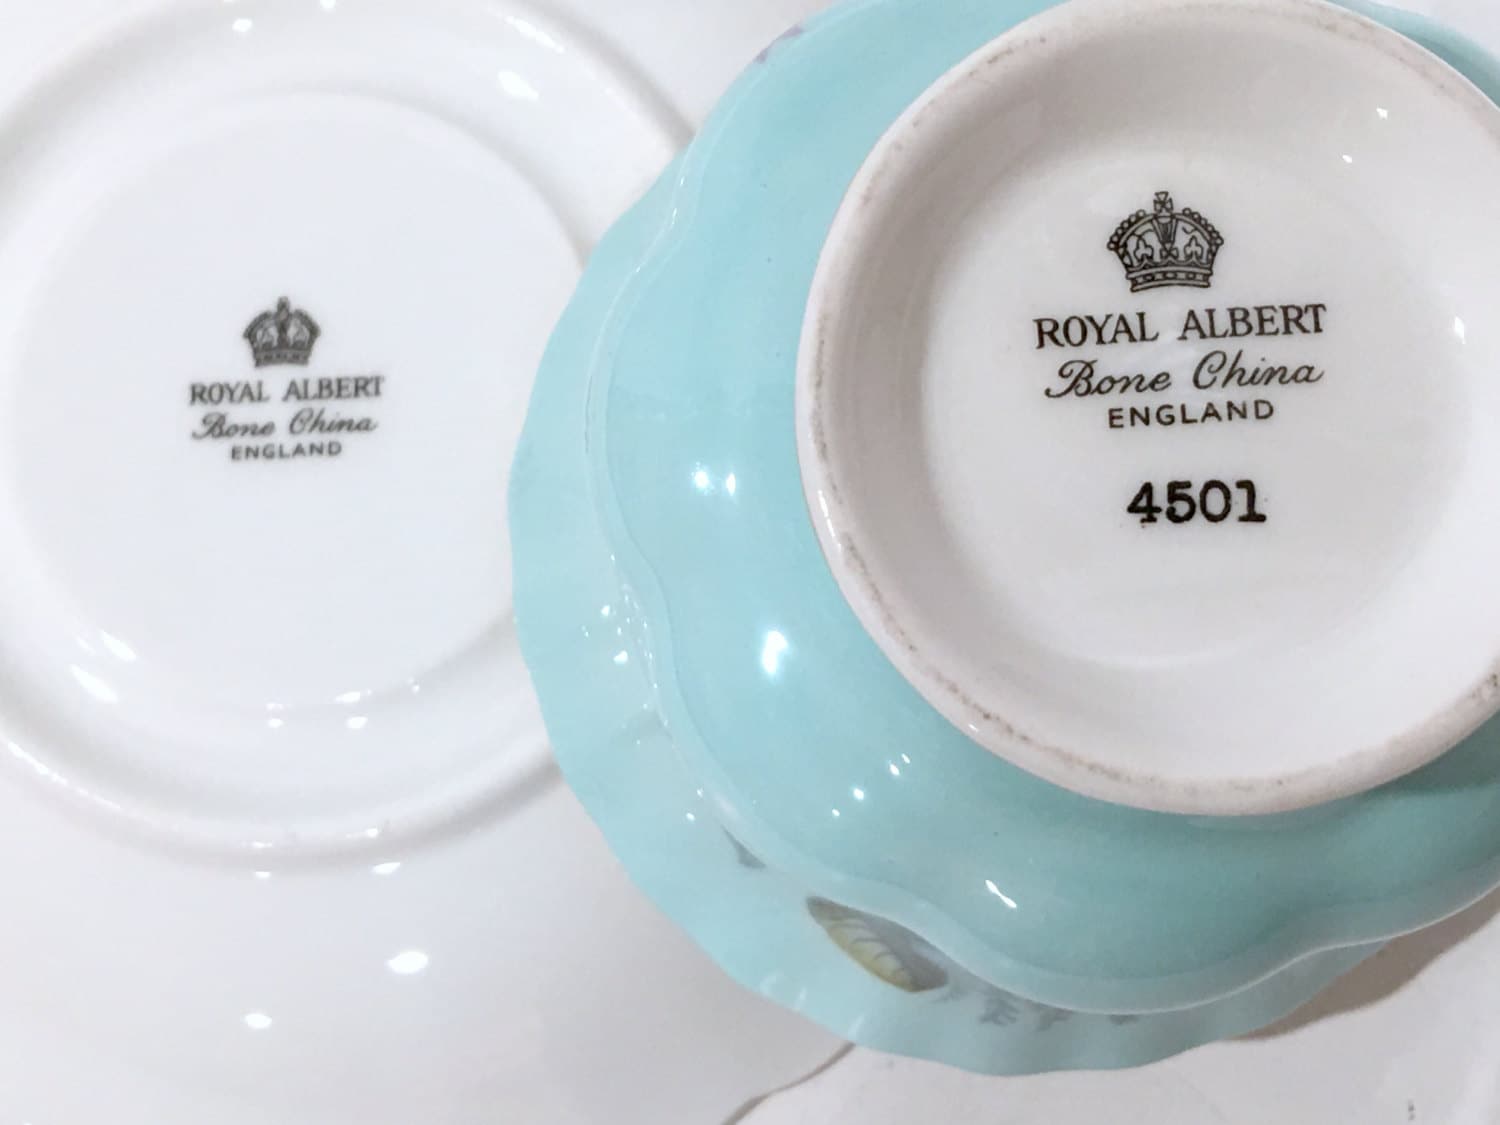 ROYAL ALBERT
Bone China
ENGLAND
ROYAL ALBERT
Bone China
ENGLAND
4501